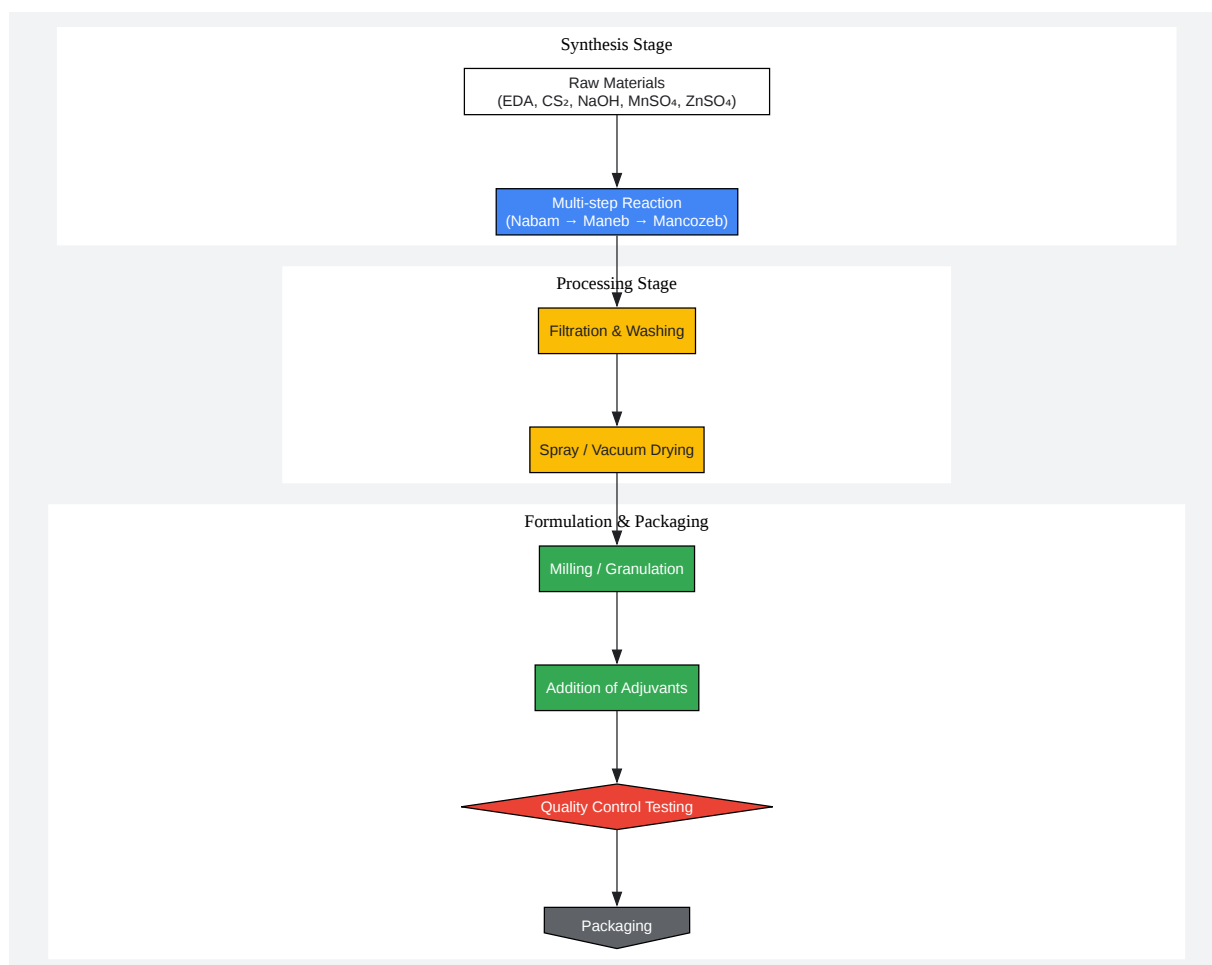 Synthesis Stage
Raw Materials
(EDA, CS₂, NaOH, MnSO₄, ZnSO₄)
Multi-step Reaction
(Nabam → Maneb → Mancozeb)
Processing Stage
Filtration & Washing
Spray / Vacuum Drying
Formulation & Packaging
Milling / Granulation
Addition of Adjuvants
Quality Control Testing
Packaging